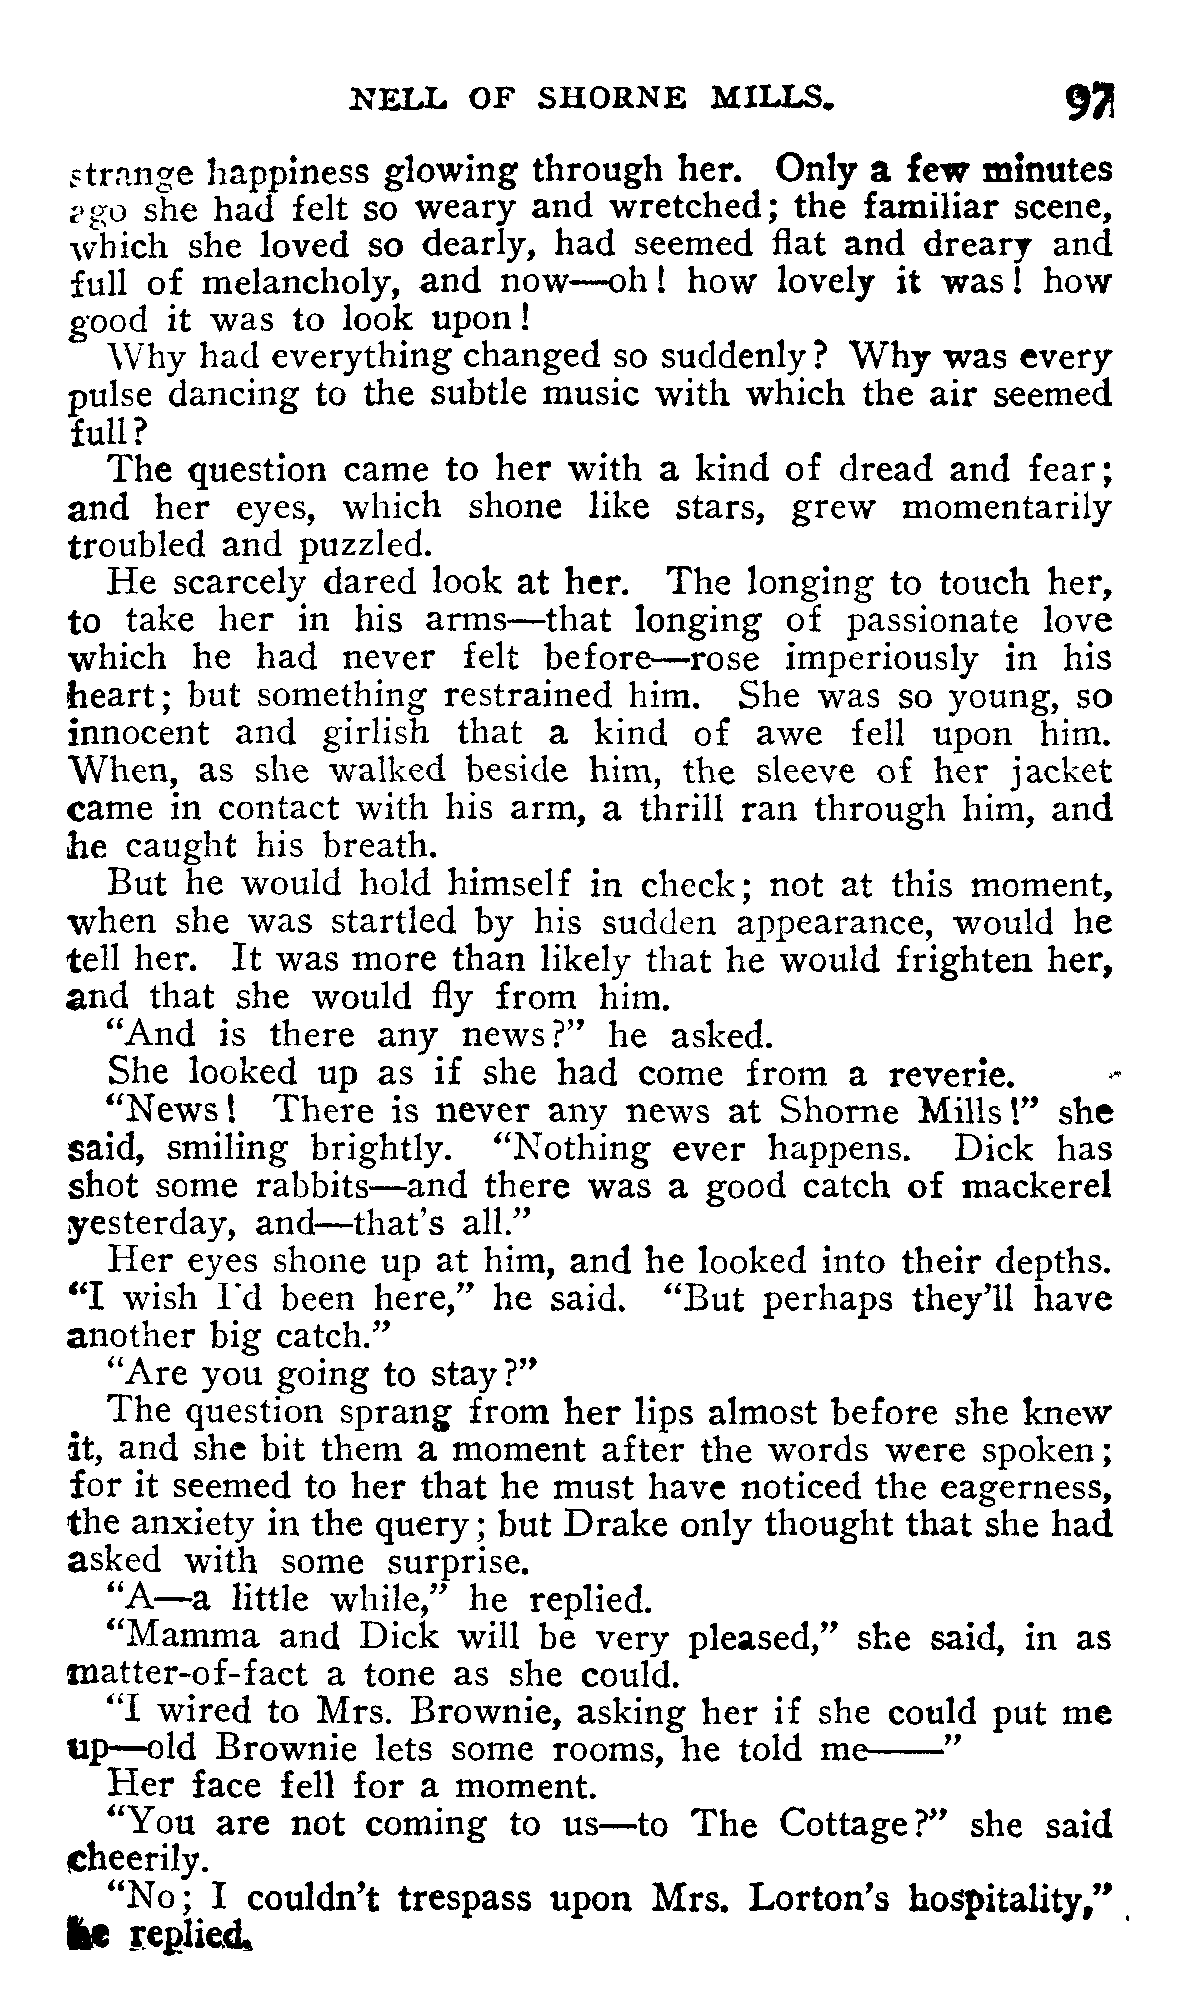 NELL OF SHORNE MILLS. 97
strange happiness glowing through her. Only a few minutes
ago she had felt so weary and wretched; the familiar scene,
which she loved so dearly, had seemed flat and dreary and
full of melancholy, and now—oh! how lovely it was! how
good it was to look upon!
Why had everything changed so suddenly? Why was every
pulse dancing to the subtle music with which the air seemed
full?
The question came to her with a kind of dread and fear;
and her eyes, which shone like stars, grew momentarily
troubled and puzzled.
He scarcely dared look at her. The longing to touch her,
to take her in his arms—that longing of passionate love
which he had never felt before—rose imperiously in his
heart; but something restrained him. She was so young, so
innocent and girlish that a kind of awe fell upon him.
When, as she walked beside him, the sleeve of her jacket
came in contact with his arm, a thrill ran through him, and
he caught his breath.
But he would hold himself in check; not at this moment,
when she was startled by his sudden appearance, would he
tell her. It was more than likely that he would frighten her,
and that she would fly from him.
"And is there any news?" he asked.
She looked up as if she had come from a reverie.
"News! There is never any news at Shorne Mills!" she
said, smiling brightly. "Nothing ever happens. Dick has
shot some rabbits—and there was a good catch of mackerel
yesterday, and—that's all."
Her eyes shone up at him, and he looked into their depths.
"I wish I'd been here," he said. "But perhaps they'll have
another big catch."
"Are you going to stay?"
The question sprang from her lips almost before she knew
it, and she bit them a moment after the words were spoken;
for it seemed to her that he must have noticed the eagerness,
the anxiety in the query; but Drake only thought that she had
asked with some surprise.
"A—a little while," he replied.
"Mamma and Dick will be very pleased," she said, in as
matter-of-fact a tone as she could.
"I wired to Mrs. Brownie, asking her if she could put me
up—old Brownie lets some rooms, he told me——"
Her face fell for a moment.
"You are not coming to us—to The Cottage?" she said
cheerily.
"No; I couldn't trespass upon Mrs. Lorton's hospitality,"
he replied.